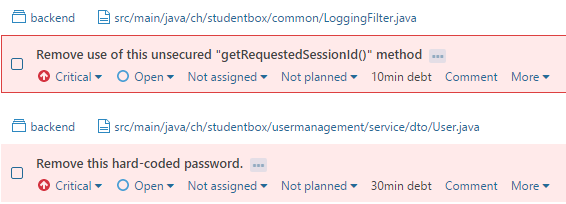 backend src/main/java/ch/studentbox/common/LoggingFilter.java
Remove use of this unsecured "getRequestedSessionId()" method
Critical Open Not assigned Not planned 10min debt Comment More
backend src/main/java/ch/studentbox/usermanagement/service/dto/User.java
Remove this hard-coded password.
Critical Open Not assigned Not planned 30min debt Comment More